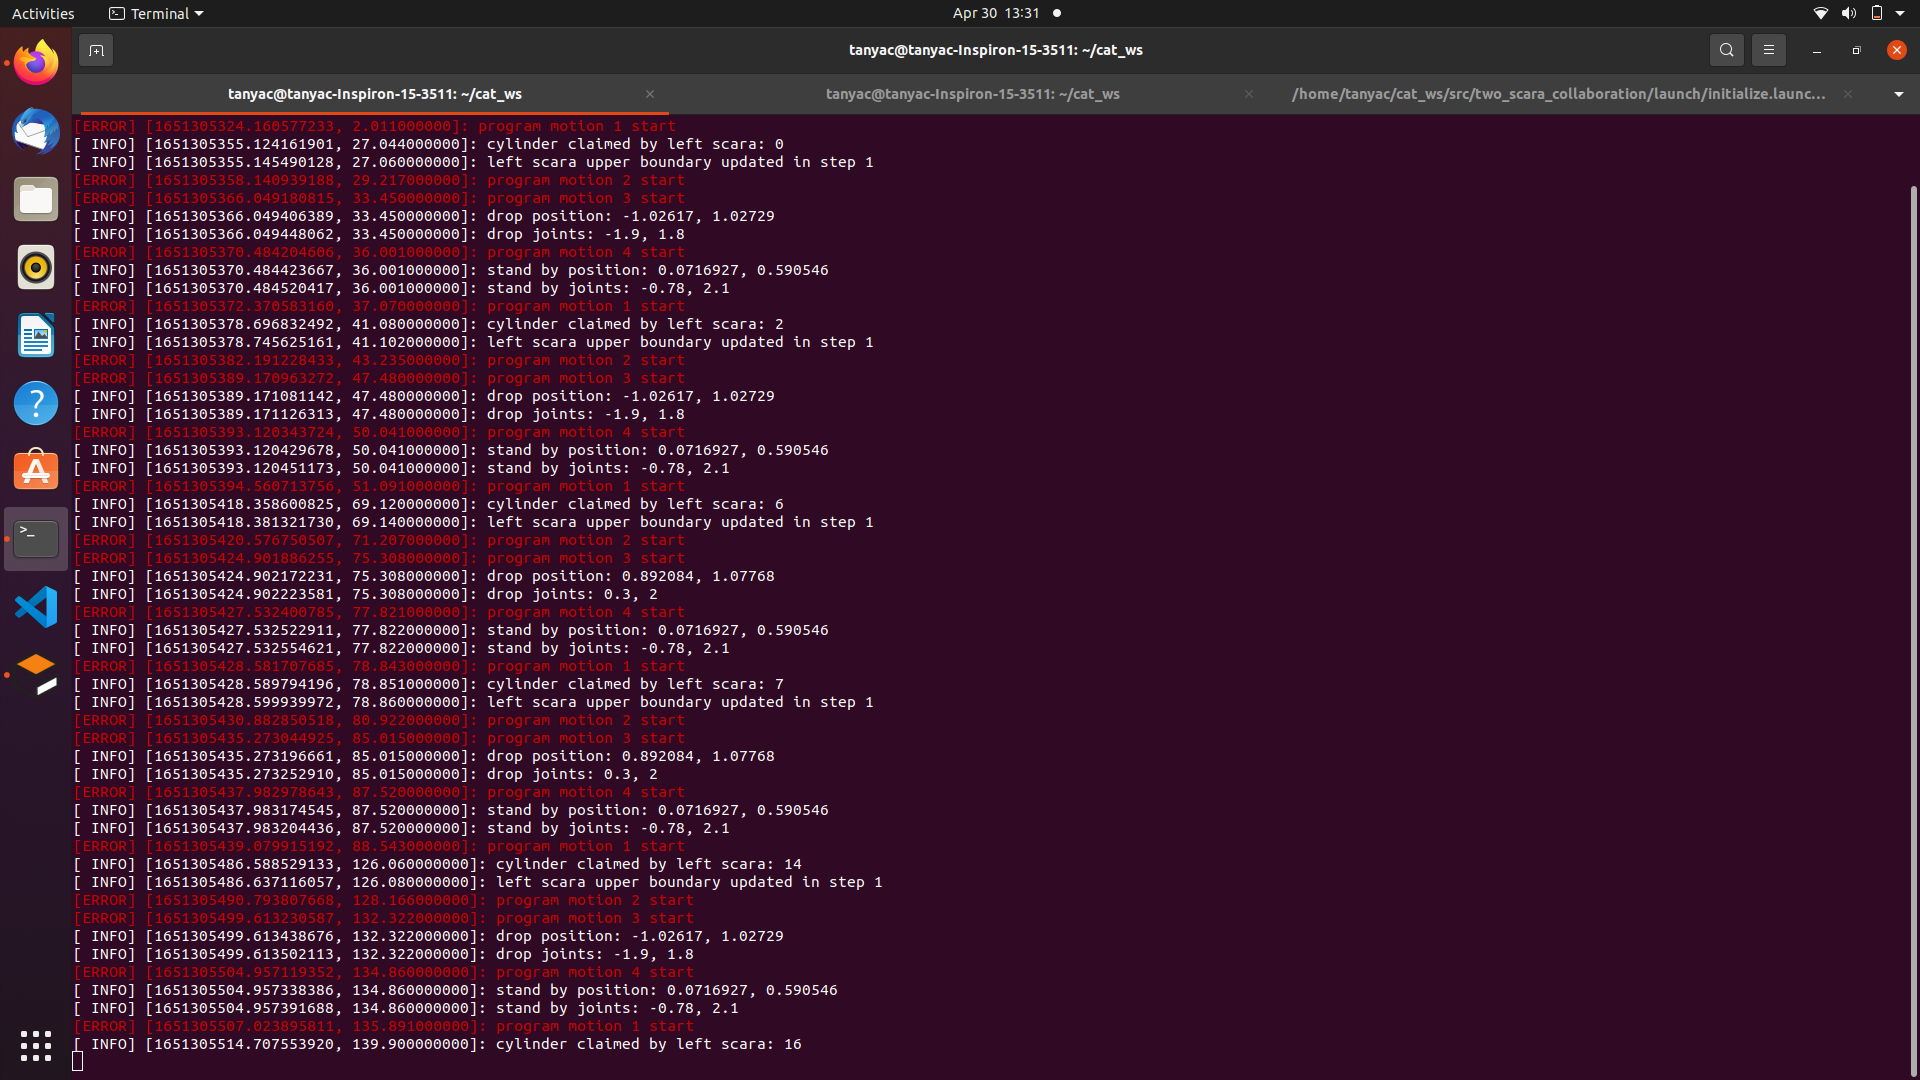 Activities
Terminal
Apr 30 13:31
tanyac@tanyac-Inspiron-15-3511: ~/cat_ws
tanyac@tanyac-Inspiron-15-3511: ~/cat_ws
tanyac@tanyac-Inspiron-15-3511: ~/cat_ws
/home/tanyac/cat_ws/src/two_scara_collaboration/launch/initialize.launc...
[ERROR] [1651305324.160577233, 2.011000000]: program motion 1 start
[ INFO] [1651305355.124161901, 27.044000000]: cylinder claimed by left scara: 0
[ INFO] [1651305355.145490128, 27.060000000]: left scara upper boundary updated in step 1
[ERROR] [1651305358.140939188, 29.217000000]: program motion 2 start
[ERROR] [1651305366.049180815, 33.450000000]: program motion 3 start
[ INFO] [1651305366.049406389, 33.450000000]: drop position: -1.02617, 1.02729
[ INFO] [1651305366.049448062, 33.450000000]: drop joints: -1.9, 1.8
[ERROR] [1651305370.484204606, 36.001000000]: program motion 4 start
[ INFO] [1651305370.484423667, 36.001000000]: stand by position: 0.0716927, 0.590546
[ INFO] [1651305370.484520417, 36.001000000]: stand by joints: -0.78, 2.1
[ERROR] [1651305372.370583160, 37.070000000]: program motion 1 start
[ INFO] [1651305378.696832492, 41.080000000]: cylinder claimed by left scara: 2
[ INFO] [1651305378.745625161, 41.102000000]: left scara upper boundary updated in step 1
[ERROR] [1651305382.191228433, 43.235000000]: program motion 2 start
[ERROR] [1651305389.170963272, 47.480000000]: program motion 3 start
[ INFO] [1651305389.171081142, 47.480000000]: drop position: -1.02617, 1.02729
[ INFO] [1651305389.171126313, 47.480000000]: drop joints: -1.9, 1.8
[ERROR] [1651305393.120343724, 50.041000000]: program motion 4 start
[ INFO] [1651305393.120429678, 50.041000000]: stand by position: 0.0716927, 0.590546
[ INFO] [1651305393.120451173, 50.041000000]: stand by joints: -0.78, 2.1
[ERROR] [1651305394.560713756, 51.091000000]: program motion 1 start
[ INFO] [1651305418.358600825, 69.120000000]: cylinder claimed by left scara: 6
[ INFO] [1651305418.381321730, 69.140000000]: left scara upper boundary updated in step 1
[ERROR] [1651305420.576750507, 71.207000000]: program motion 2 start
[ERROR] [1651305424.901886255, 75.308000000]: program motion 3 start
[ INFO] [1651305424.902172231, 75.308000000]: drop position: 0.892084, 1.07768
[ INFO] [1651305424.902223581, 75.308000000]: drop joints: 0.3, 2
[ERROR] [1651305427.532400785, 77.821000000]: program motion 4 start
[ INFO] [1651305427.532522911, 77.822000000]: stand by position: 0.0716927, 0.590546
[ INFO] [1651305427.532554621, 77.822000000]: stand by joints: -0.78, 2.1
[ERROR] [1651305428.581707685, 78.843000000]: program motion 1 start
[ INFO] [1651305428.589794196, 78.851000000]: cylinder claimed by left scara: 7
[ INFO] [1651305428.599939972, 78.860000000]: left scara upper boundary updated in step 1
[ERROR] [1651305430.882850518, 80.922000000]: program motion 2 start
[ERROR] [1651305435.273044925, 85.015000000]: program motion 3 start
[ INFO] [1651305435.273196661, 85.015000000]: drop position: 0.892084, 1.07768
[ INFO] [1651305435.273252910, 85.015000000]: drop joints: 0.3, 2
[ERROR] [1651305437.982978643, 87.520000000]: program motion 4 start
[ INFO] [1651305437.983174545, 87.520000000]: stand by position: 0.0716927, 0.590546
[ INFO] [1651305437.983204436, 87.520000000]: stand by joints: -0.78, 2.1
[ERROR] [1651305439.079915192, 88.543000000]: program motion 1 start
[ INFO] [1651305486.588529133, 126.060000000]: cylinder claimed by left scara: 14
[ INFO] [1651305486.637116057, 126.080000000]: left scara upper boundary updated in step 1
[ERROR] [1651305490.793807668, 128.166000000]: program motion 2 start
[ERROR] [1651305499.613230587, 132.322000000]: program motion 3 start
[ INFO] [1651305499.613438676, 132.322000000]: drop position: -1.02617, 1.02729
[ INFO] [1651305499.613502113, 132.322000000]: drop joints: -1.9, 1.8
[ERROR] [1651305504.957119352, 134.860000000]: program motion 4 start
[ INFO] [1651305504.957338386, 134.860000000]: stand by position: 0.0716927, 0.590546
[ INFO] [1651305504.957391688, 134.860000000]: stand by joints: -0.78, 2.1
[ERROR] [1651305507.023895811, 135.891000000]: program motion 1 start
[ INFO] [1651305514.707553920, 139.900000000]: cylinder claimed by left scara: 16